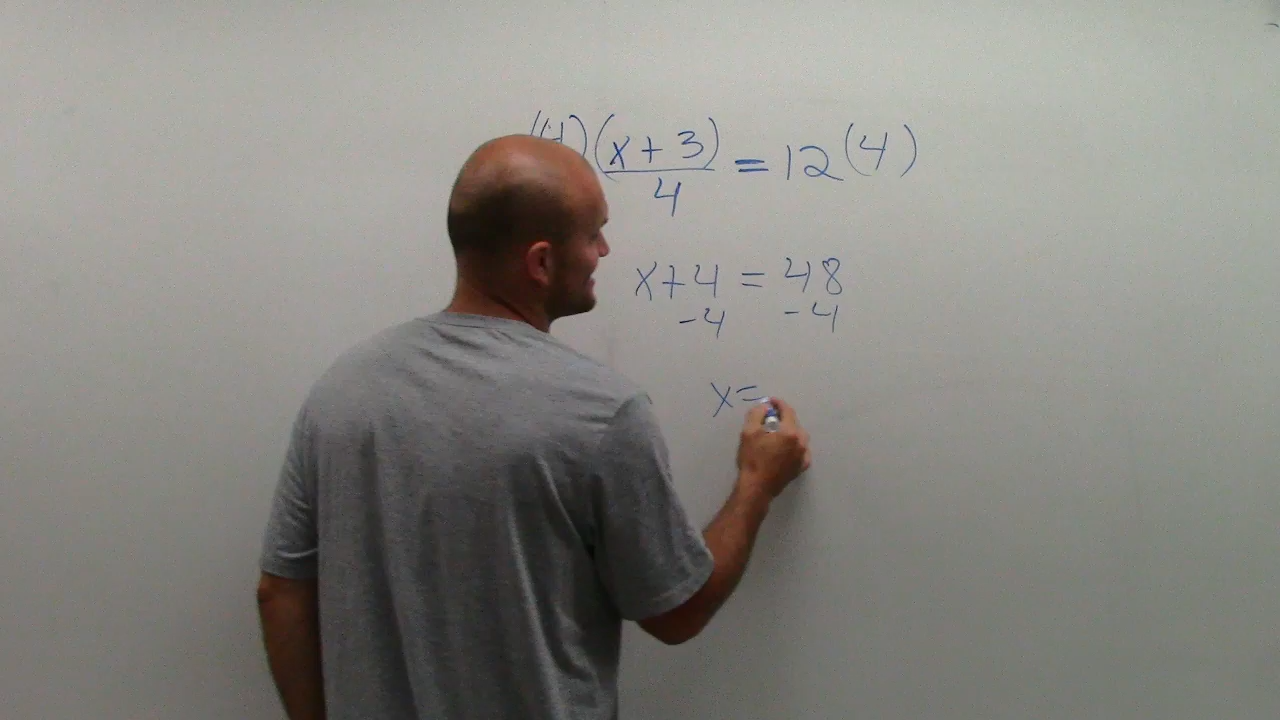 (4)(x+3)/4 = 12(4)
x+4 = 48
-4 -4
x=